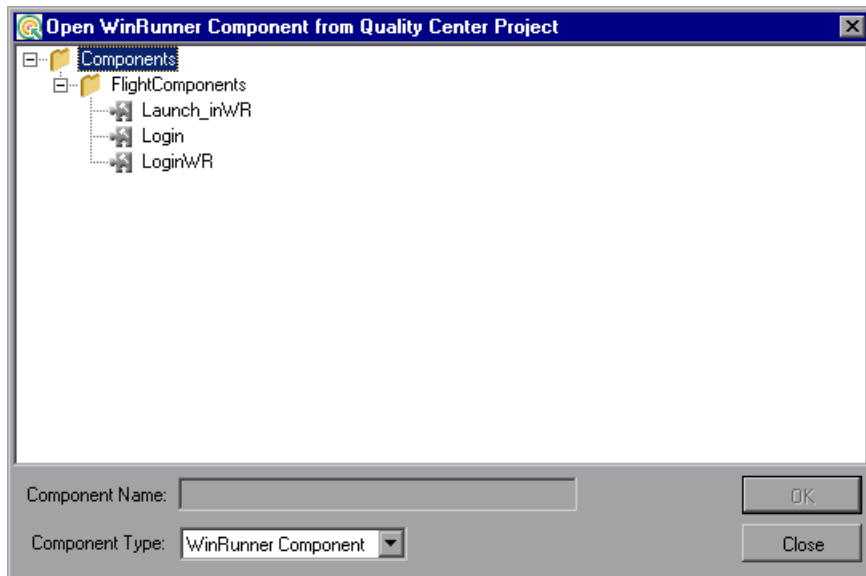 Open WinRunner Component from Quality Center Project
Components
FlightComponents
Launch_inWR
Login
LoginWR
Component Name:
OK
Component Type: WinRunner Component
Close